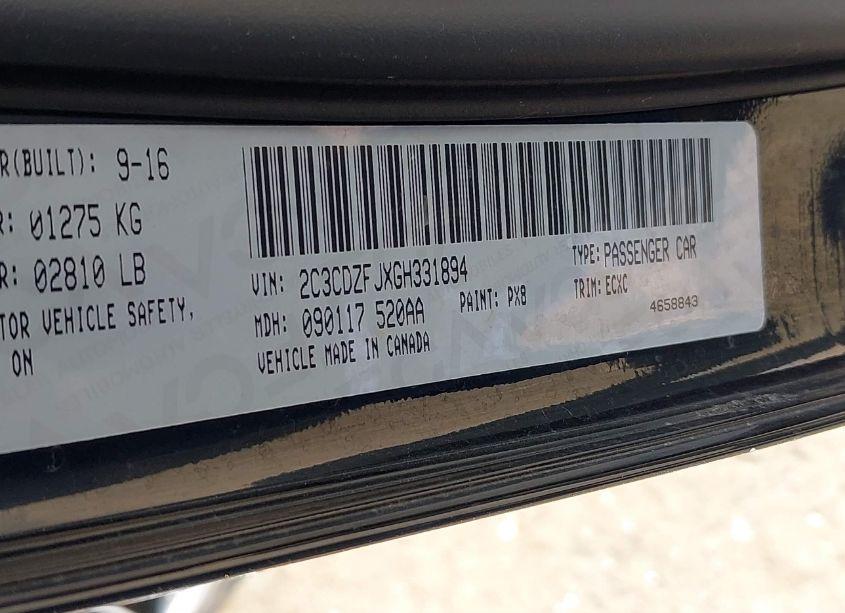 R(BUILT): 9-16
R: 01275 KG
R: 02810 LB
TOR VEHICLE SAFETY,
ON
VIN: 2C3CDZFJXGH331894
TYPE: PASSENGER CAR
MDH: 090117 520AA
PAINT: PX8
TRIM: ECXC
VEHICLE MADE IN CANADA
4658843